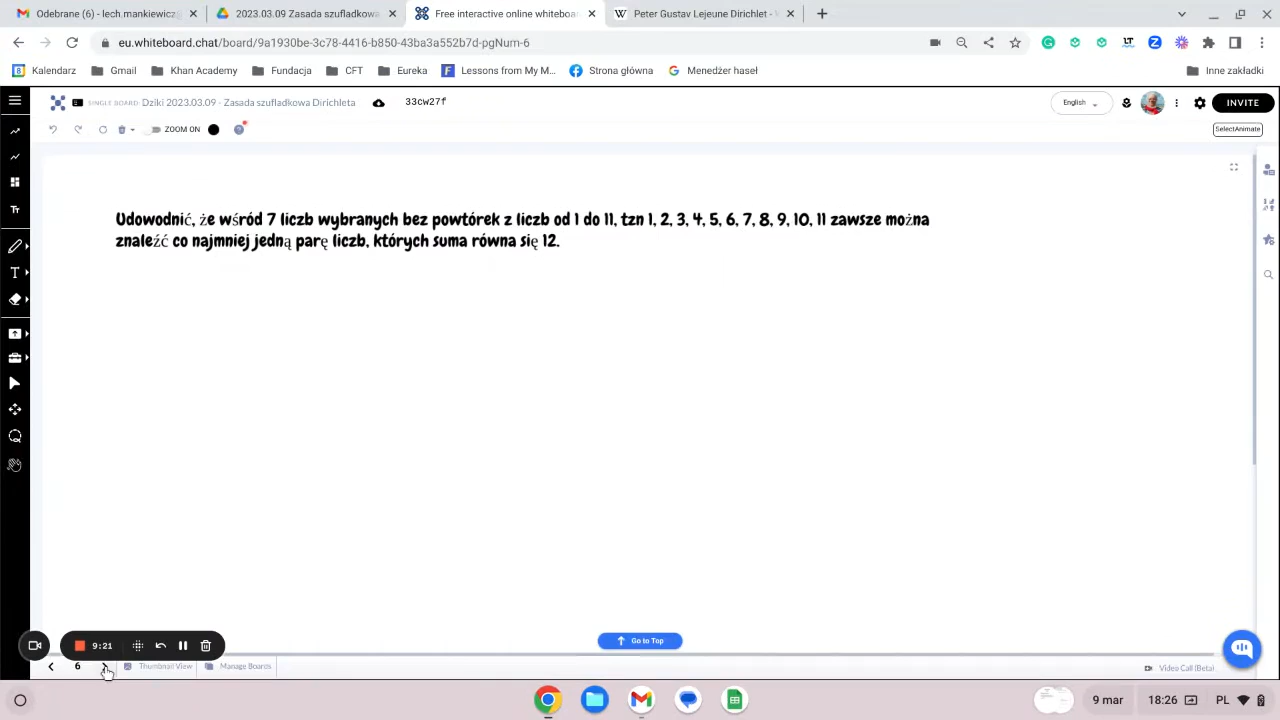 Odebrane (6) - lech.mankiewicz
2023.03.09 Zasada szufladkowa D
Free interactive online whiteboar
W Peter Gustav Lejeune Dirichlet -
eu.whiteboard.chat/board/9a1930be-3c78-4416-b850-43ba3a552b7d-pgNum-6
Kalendarz Gmail Khan Academy Fundacja CFT Eureka Lessons from My M... Strona główna Menedżer haseł Inne zakładki
SINGLE BOARD Dziki 2023.03.09 - Zasada szufladkowa Dirichleta 33cw27f English INVITE
ZOOM ON SelectAnimate
Udowodnić, że wśród 7 liczb wybranych bez powtórek z liczb od 1 do 11, tzn 1, 2, 3, 4, 5, 6, 7, 8, 9, 10, 11 zawsze można
znaleźć co najmniej jedną parę liczb, których suma równa się 12.
Go to Top
9:21
6 Thumbnail View Manage Boards Video Call (Beta)
9 mar 18:26 PL